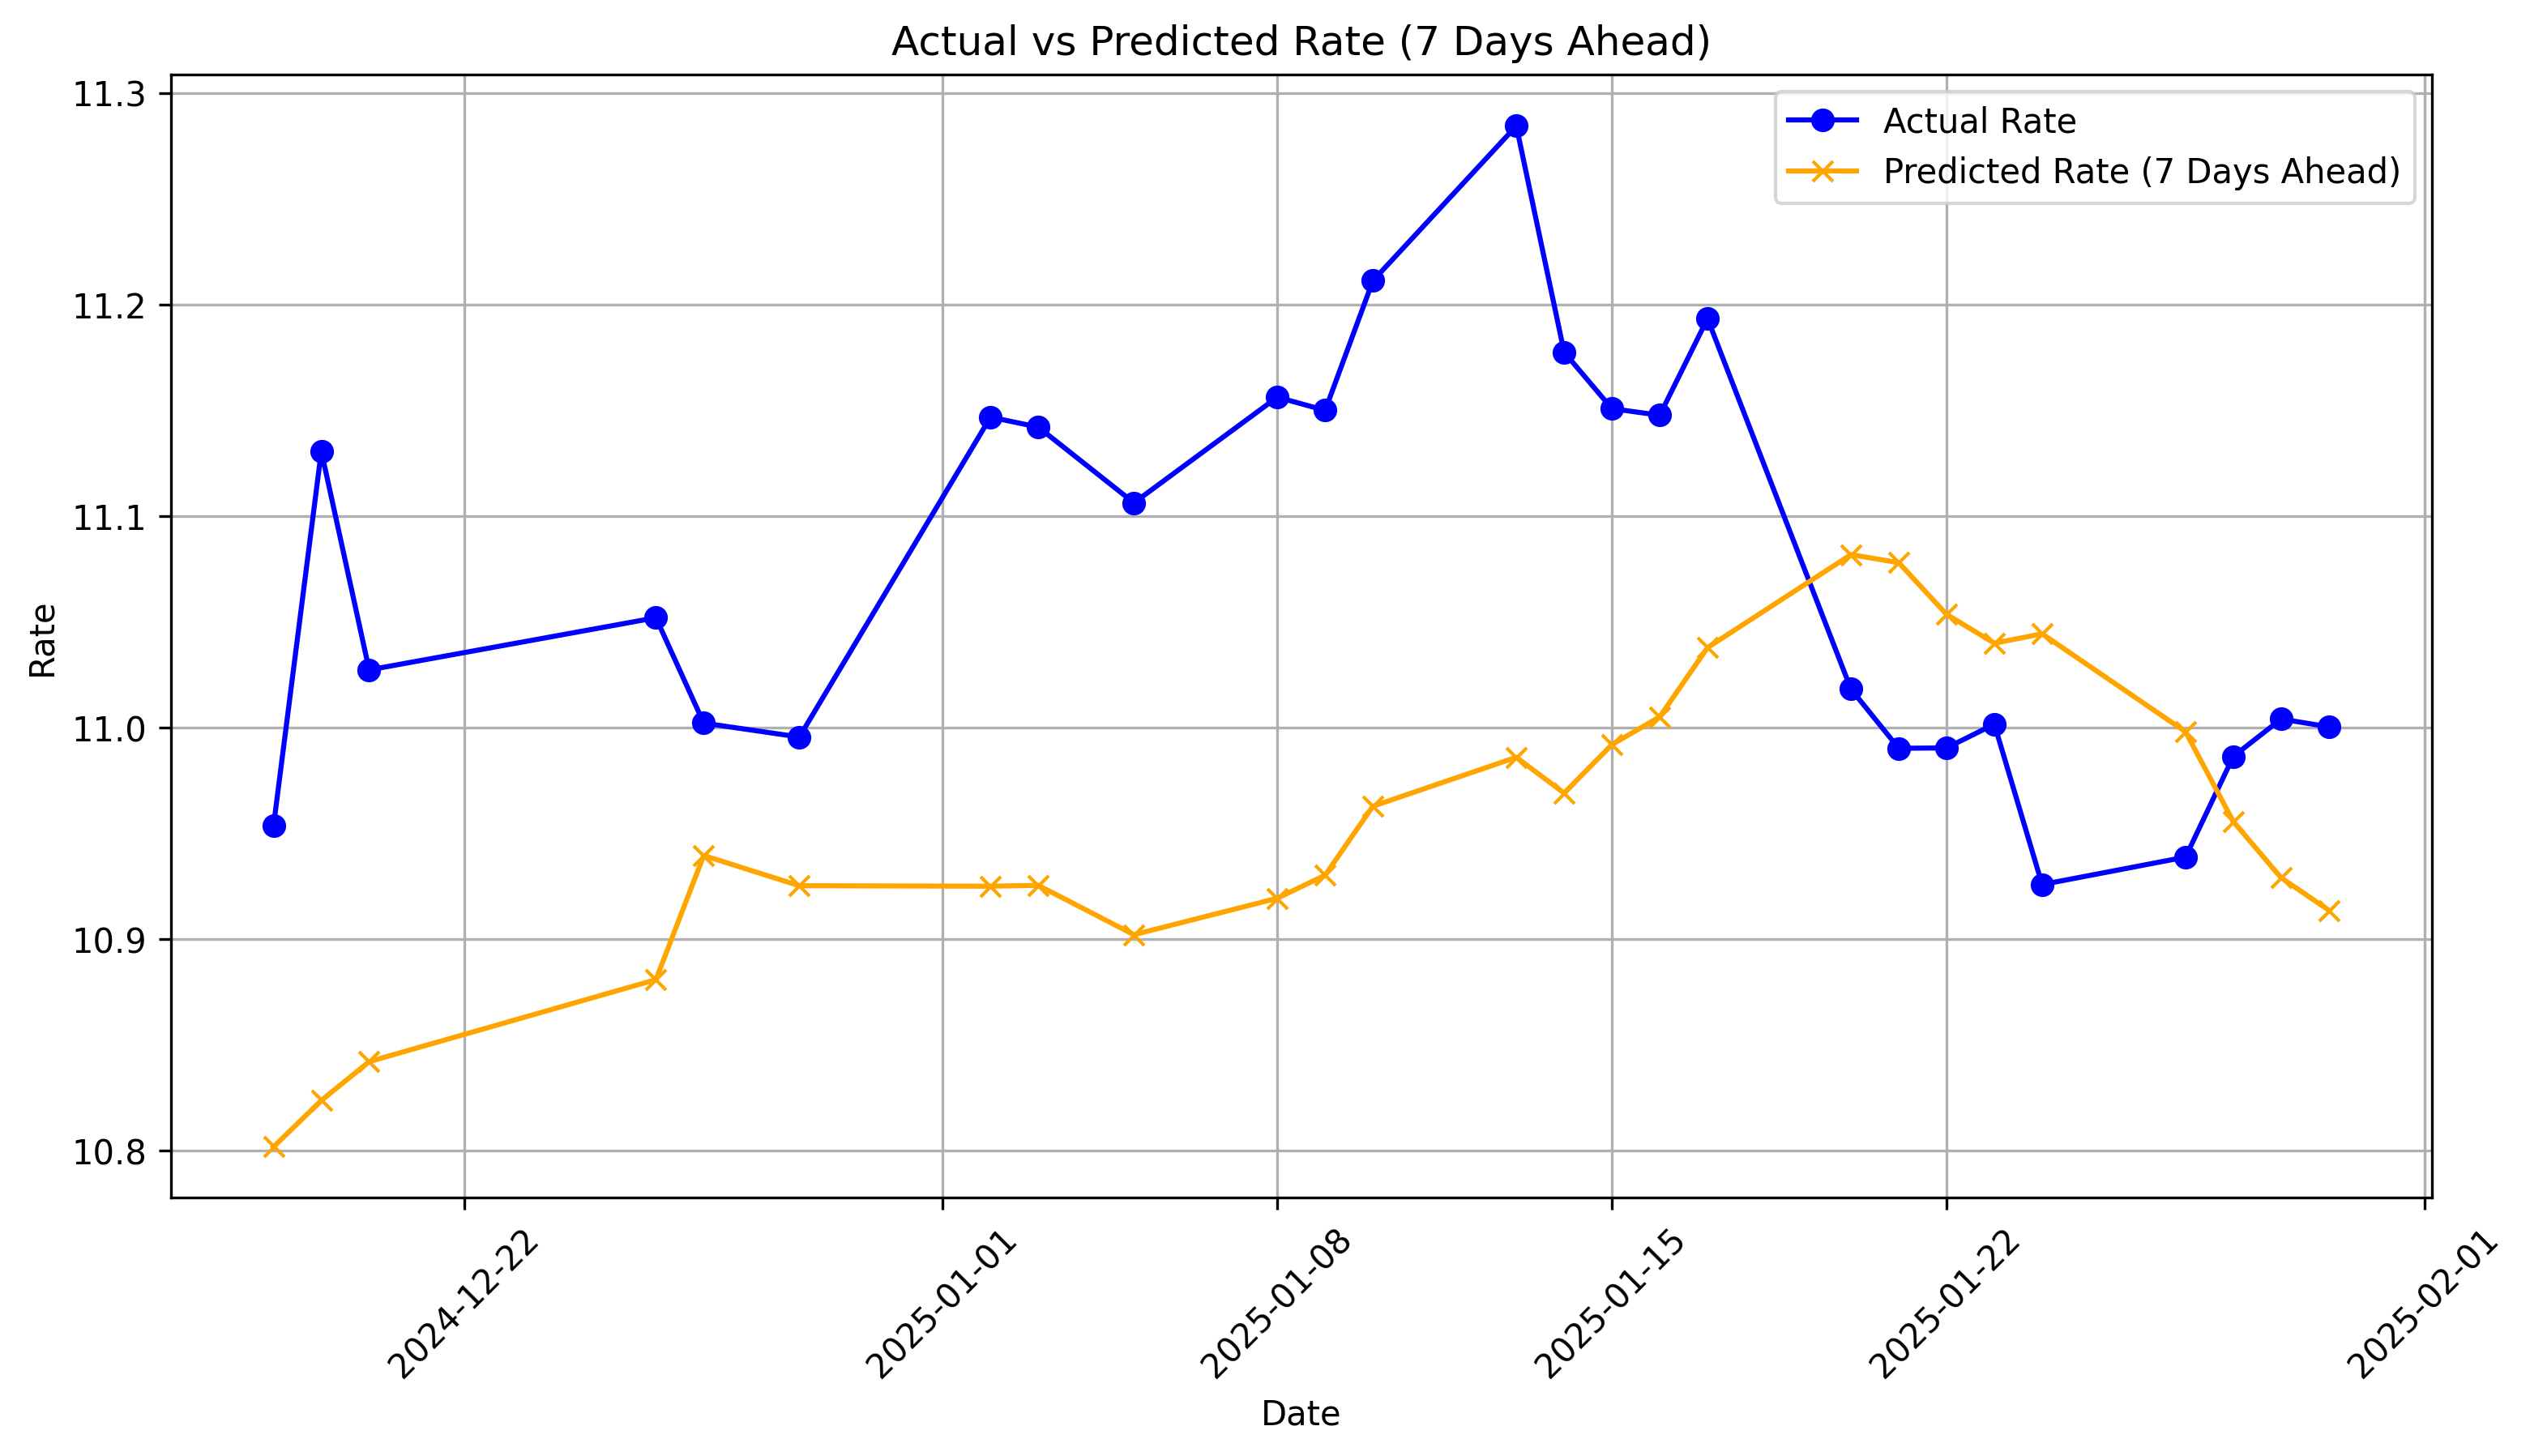 Actual vs Predicted Rate (7 Days Ahead)
Actual Rate
Predicted Rate (7 Days Ahead)
Rate
11.3
11.2
11.1
11.0
10.9
10.8
2024-12-22
2025-01-01
2025-01-08
2025-01-15
2025-01-22
2025-02-01
Date